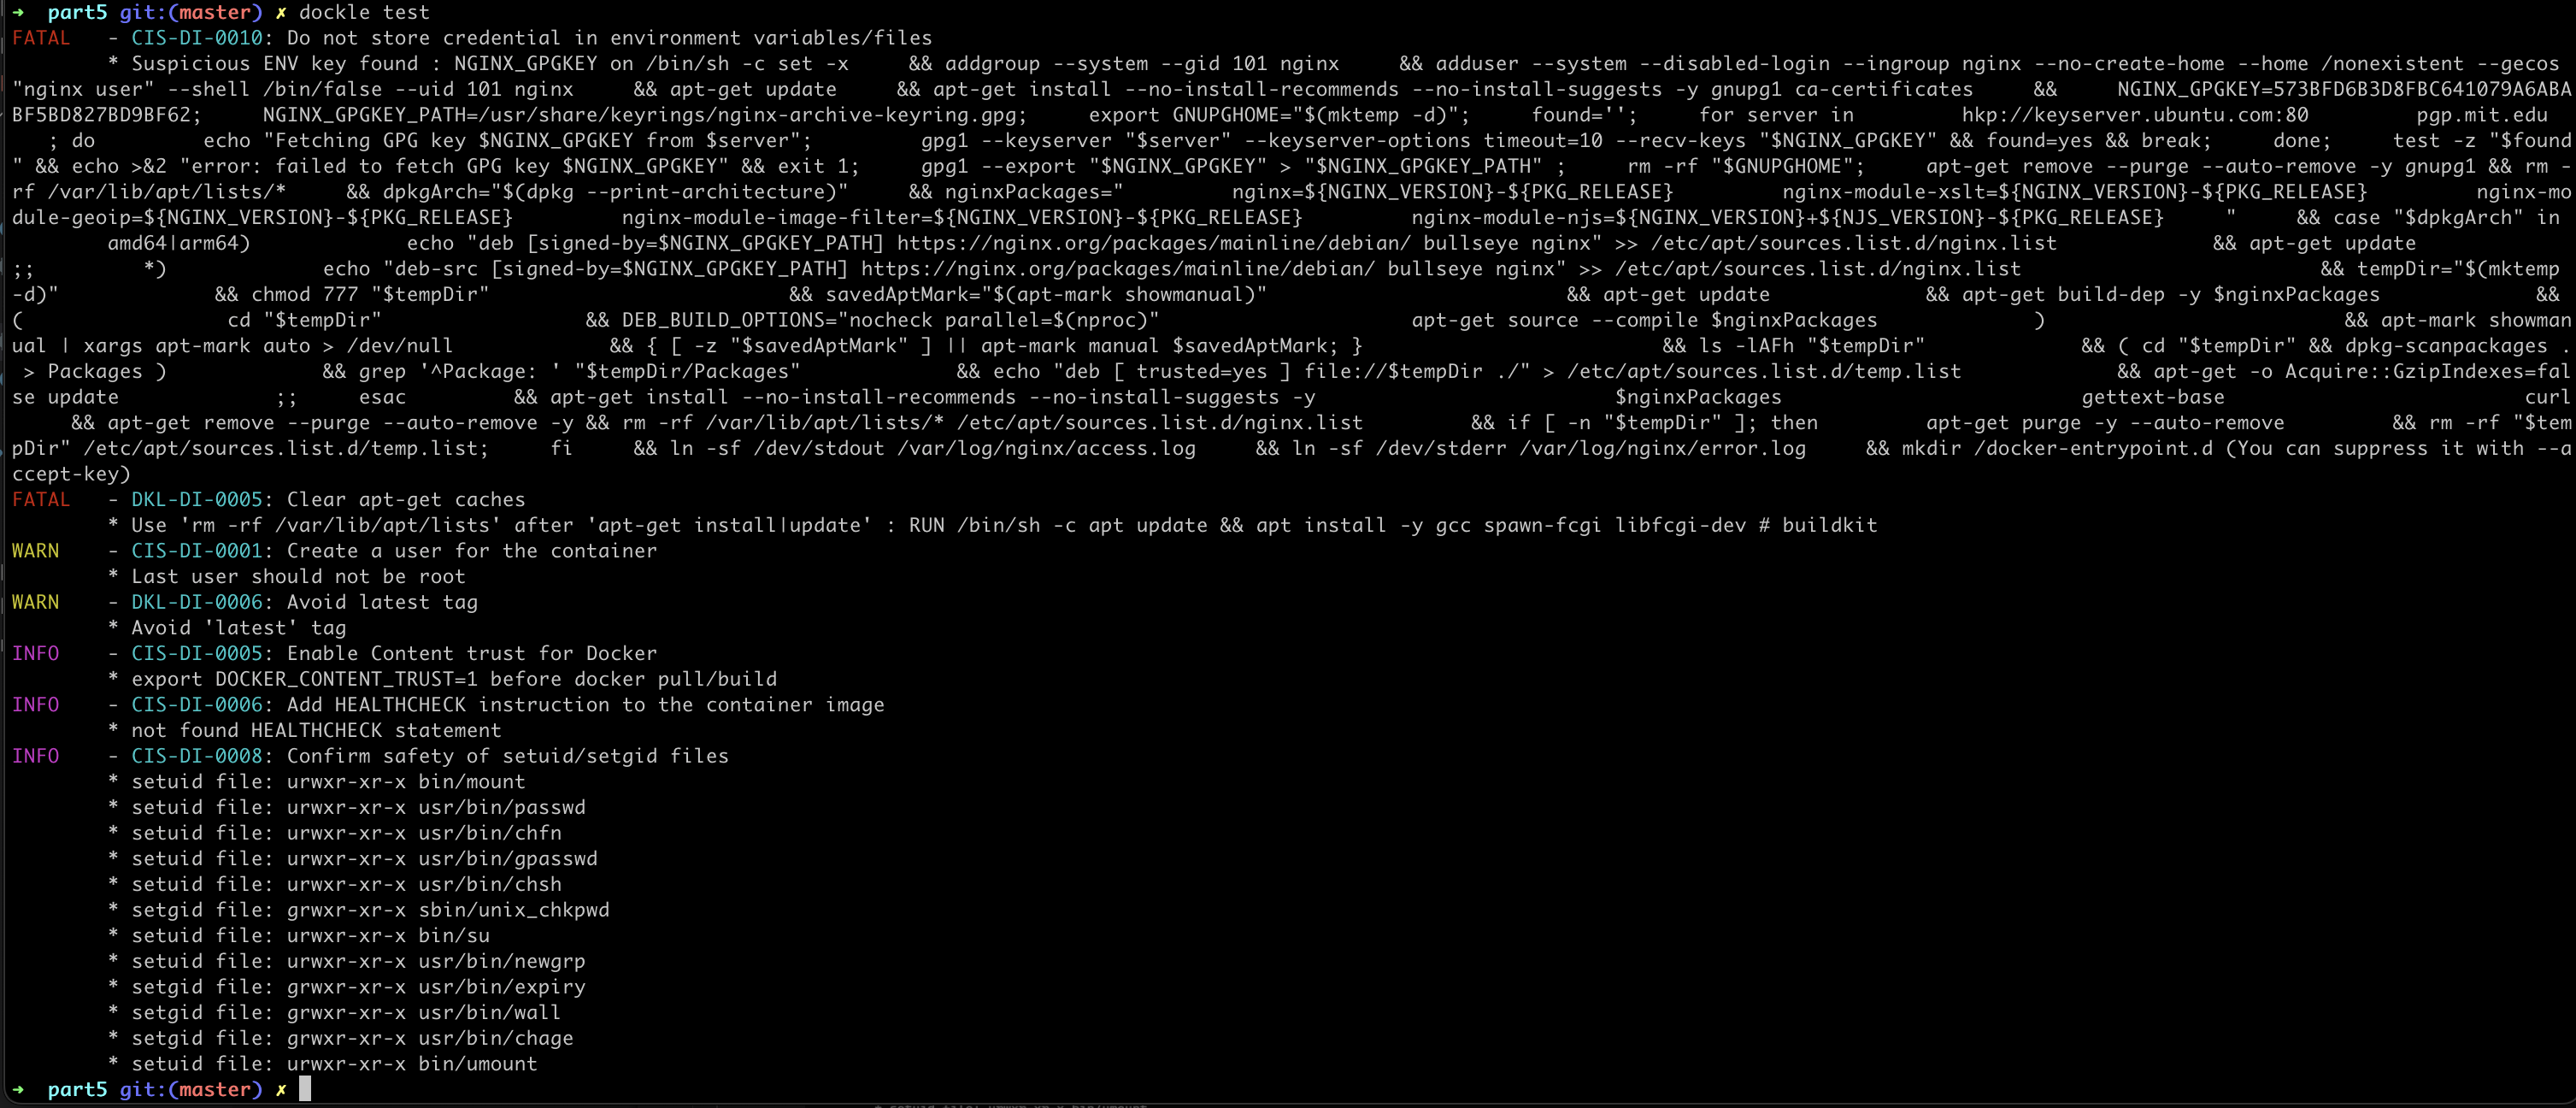 ➜  part5 git:(master) ✗ dockle test
FATAL   - CIS-DI-0010: Do not store credential in environment variables/files
        * Suspicious ENV key found : NGINX_GPGKEY on /bin/sh -c set -x     && addgroup --system --gid 101 nginx     && adduser --system --disabled-login --ingroup nginx --no-create-home --home /nonexistent --gecos
"nginx user" --shell /bin/false --uid 101 nginx     && apt-get update     && apt-get install --no-install-recommends --no-install-suggests -y gnupg1 ca-certificates     &&     NGINX_GPGKEY=573BFD6B3D8FBC641079A6ABA
BF5BD827BD9BF62;     NGINX_GPGKEY_PATH=/usr/share/keyrings/nginx-archive-keyring.gpg;     export GNUPGHOME="$(mktemp -d)";     found='';     for server in         hkp://keyserver.ubuntu.com:80         pgp.mit.edu
   ; do         echo "Fetching GPG key $NGINX_GPGKEY from $server";         gpg1 --keyserver "$server" --keyserver-options timeout=10 --recv-keys "$NGINX_GPGKEY" && found=yes && break;     done;     test -z "$found
" && echo >&2 "error: failed to fetch GPG key $NGINX_GPGKEY" && exit 1;     gpg1 --export "$NGINX_GPGKEY" > "$NGINX_GPGKEY_PATH" ;     rm -rf "$GNUPGHOME";     apt-get remove --purge --auto-remove -y gnupg1 && rm -
rf /var/lib/apt/lists/*     && dpkgArch="$(dpkg --print-architecture)"     && nginxPackages="         nginx=${NGINX_VERSION}-${PKG_RELEASE}         nginx-module-xslt=${NGINX_VERSION}-${PKG_RELEASE}         nginx-mo
dule-geoip=${NGINX_VERSION}-${PKG_RELEASE}         nginx-module-image-filter=${NGINX_VERSION}-${PKG_RELEASE}         nginx-module-njs=${NGINX_VERSION}+${NJS_VERSION}-${PKG_RELEASE}     "     && case "$dpkgArch" in
        amd64|arm64)             echo "deb [signed-by=$NGINX_GPGKEY_PATH] https://nginx.org/packages/mainline/debian/ bullseye nginx" >> /etc/apt/sources.list.d/nginx.list             && apt-get update
;;         *)             echo "deb-src [signed-by=$NGINX_GPGKEY_PATH] https://nginx.org/packages/mainline/debian/ bullseye nginx" >> /etc/apt/sources.list.d/nginx.list                         && tempDir="$(mktemp
-d)"             && chmod 777 "$tempDir"                         && savedAptMark="$(apt-mark showmanual)"                         && apt-get update             && apt-get build-dep -y $nginxPackages             &&
(                 cd "$tempDir"                 && DEB_BUILD_OPTIONS="nocheck parallel=$(nproc)"                     apt-get source --compile $nginxPackages             )                         && apt-mark showman
ual | xargs apt-mark auto > /dev/null             && { [ -z "$savedAptMark" ] || apt-mark manual $savedAptMark; }                         && ls -lAFh "$tempDir"             && ( cd "$tempDir" && dpkg-scanpackages .
 > Packages )             && grep '^Package: ' "$tempDir/Packages"             && echo "deb [ trusted=yes ] file://$tempDir ./" > /etc/apt/sources.list.d/temp.list             && apt-get -o Acquire::GzipIndexes=fal
se update             ;;     esac         && apt-get install --no-install-recommends --no-install-suggests -y                         $nginxPackages                         gettext-base                         curl
     && apt-get remove --purge --auto-remove -y && rm -rf /var/lib/apt/lists/* /etc/apt/sources.list.d/nginx.list         && if [ -n "$tempDir" ]; then         apt-get purge -y --auto-remove         && rm -rf "$tem
pDir" /etc/apt/sources.list.d/temp.list;     fi     && ln -sf /dev/stdout /var/log/nginx/access.log     && ln -sf /dev/stderr /var/log/nginx/error.log     && mkdir /docker-entrypoint.d (You can suppress it with --a
ccept-key)
FATAL   - DKL-DI-0005: Clear apt-get caches
        * Use 'rm -rf /var/lib/apt/lists' after 'apt-get install|update' : RUN /bin/sh -c apt update && apt install -y gcc spawn-fcgi libfcgi-dev # buildkit
WARN    - CIS-DI-0001: Create a user for the container
        * Last user should not be root
WARN    - DKL-DI-0006: Avoid latest tag
        * Avoid 'latest' tag
INFO    - CIS-DI-0005: Enable Content trust for Docker
        * export DOCKER_CONTENT_TRUST=1 before docker pull/build
INFO    - CIS-DI-0006: Add HEALTHCHECK instruction to the container image
        * not found HEALTHCHECK statement
INFO    - CIS-DI-0008: Confirm safety of setuid/setgid files
        * setuid file: urwxr-xr-x bin/mount
        * setuid file: urwxr-xr-x usr/bin/passwd
        * setuid file: urwxr-xr-x usr/bin/chfn
        * setuid file: urwxr-xr-x usr/bin/gpasswd
        * setuid file: urwxr-xr-x usr/bin/chsh
        * setgid file: grwxr-xr-x sbin/unix_chkpwd
        * setuid file: urwxr-xr-x bin/su
        * setuid file: urwxr-xr-x usr/bin/newgrp
        * setgid file: grwxr-xr-x usr/bin/expiry
        * setgid file: grwxr-xr-x usr/bin/wall
        * setgid file: grwxr-xr-x usr/bin/chage
        * setuid file: urwxr-xr-x bin/umount
➜  part5 git:(master) ✗